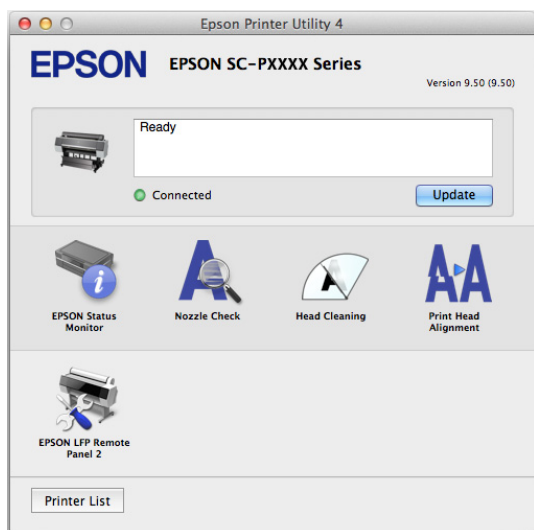 Epson Printer Utility 4
EPSON
EPSON SC-PXXXX Series
Version 9.50 (9.50)
Ready
Connected
Update
EPSON Status
Monitor
Nozzle Check
Head Cleaning
Print Head
Alignment
EPSON LFP Remote
Panel 2
Printer List